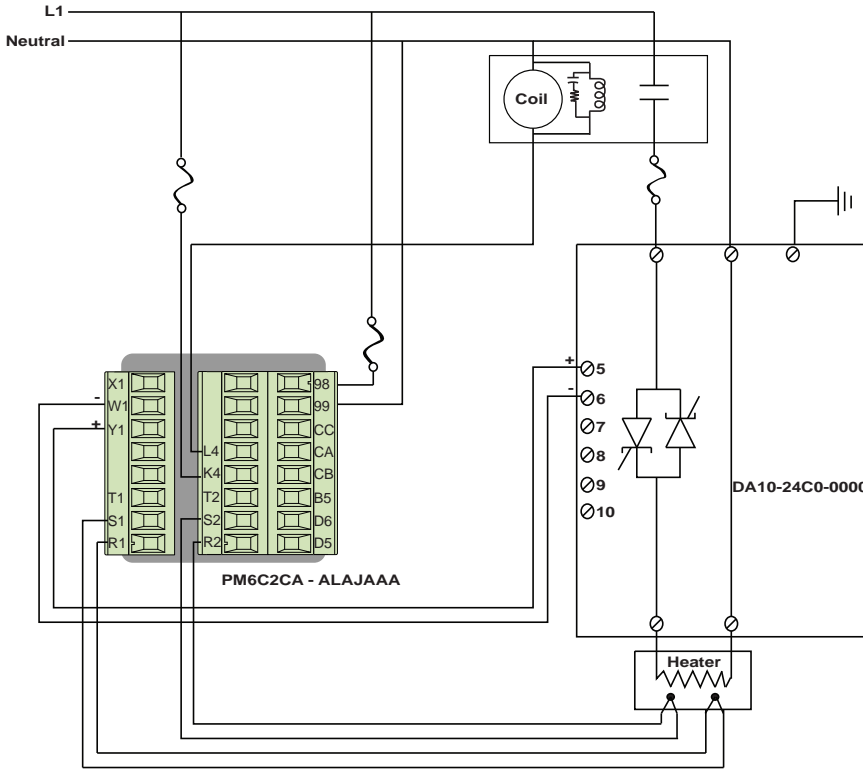 L1
Neutral
Coil
X1
W1
Y1
T1
S1
R1
L4
K4
T2
S2
R2
98
99
CC
CA
CB
B5
D6
D5
-
+
PM6C2CA - ALAJAAA
+
-
5
6
7
8
9
10
DA10-24C0-0000
Heater